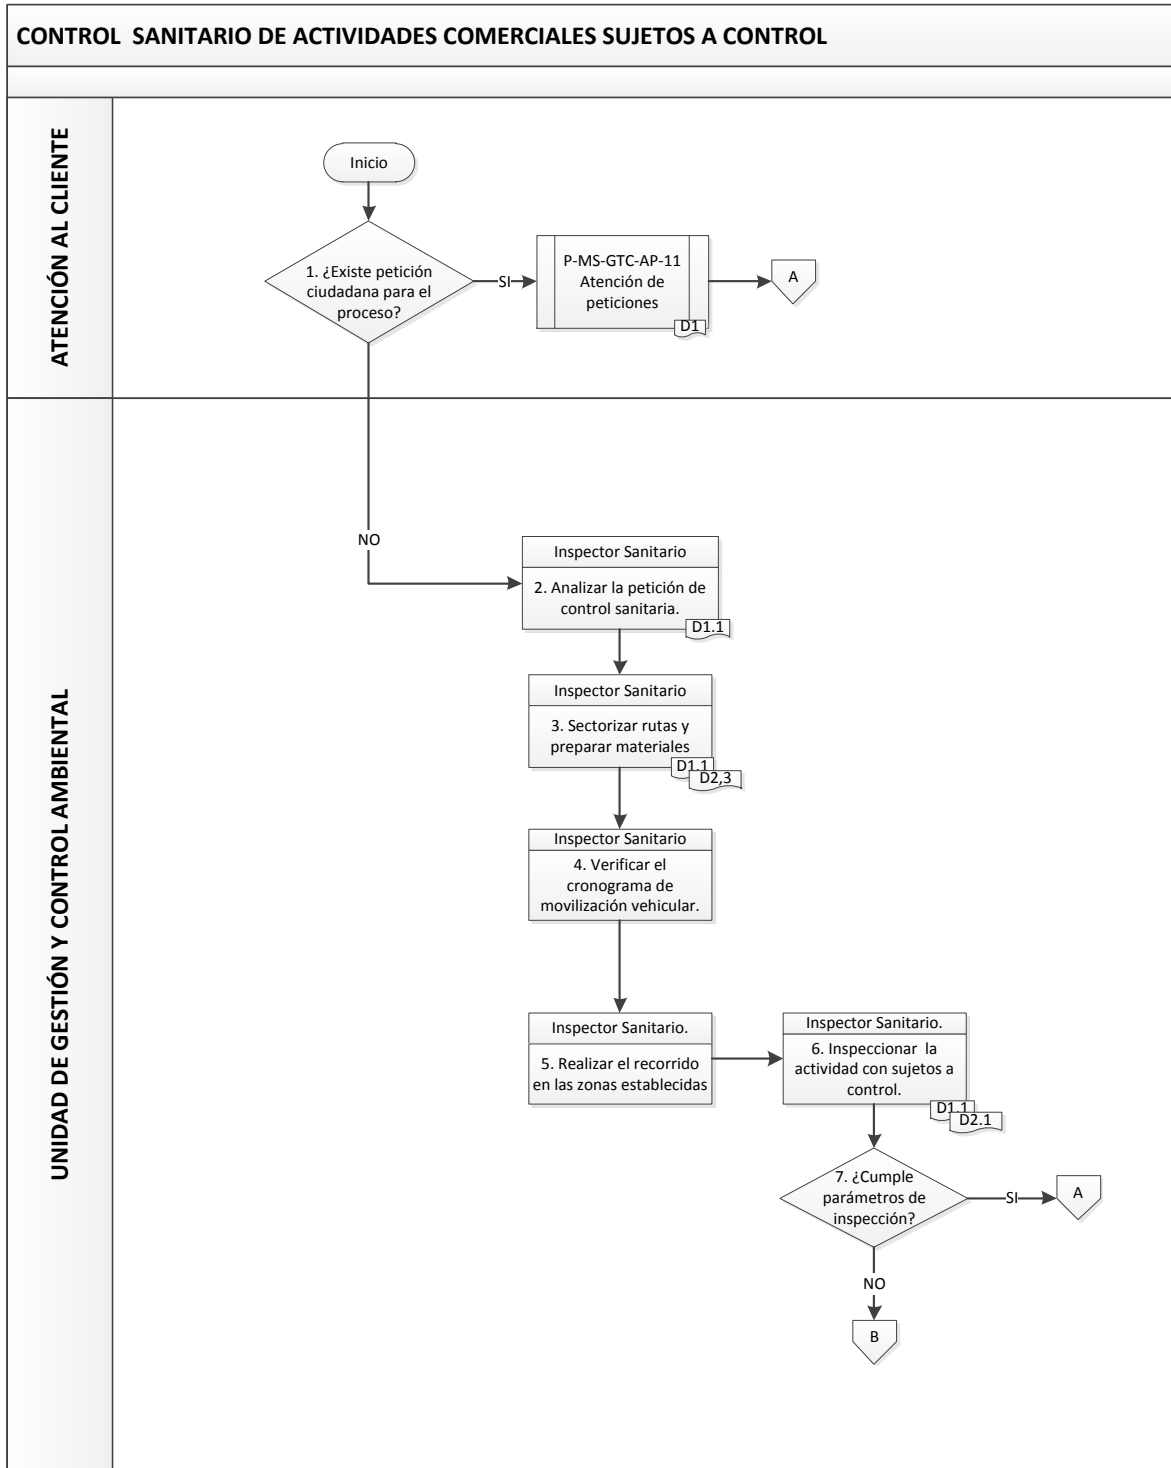 CONTROL  SANITARIO DE ACTIVIDADES COMERCIALES SUJETOS A CONTROL
ATENCIÓN AL CLIENTE
Inicio
1. ¿Existe petición
ciudadana para el
proceso?
SI
P-MS-GTC-AP-11
Atención de
peticiones
D1
A
NO
UNIDAD DE GESTIÓN Y CONTROL AMBIENTAL
Inspector Sanitario
2. Analizar la petición de
control sanitaria.
D1.1
Inspector Sanitario
3. Sectorizar rutas y
preparar materiales
D1.1
D2,3
Inspector Sanitario
4. Verificar el
cronograma de
movilización vehicular.
Inspector Sanitario.
5. Realizar el recorrido
en las zonas establecidas
Inspector Sanitario.
6. Inspeccionar  la
actividad con sujetos a
control.
D1.1
D2.1
7. ¿Cumple
parámetros de
inspección?
SI
A
NO
B